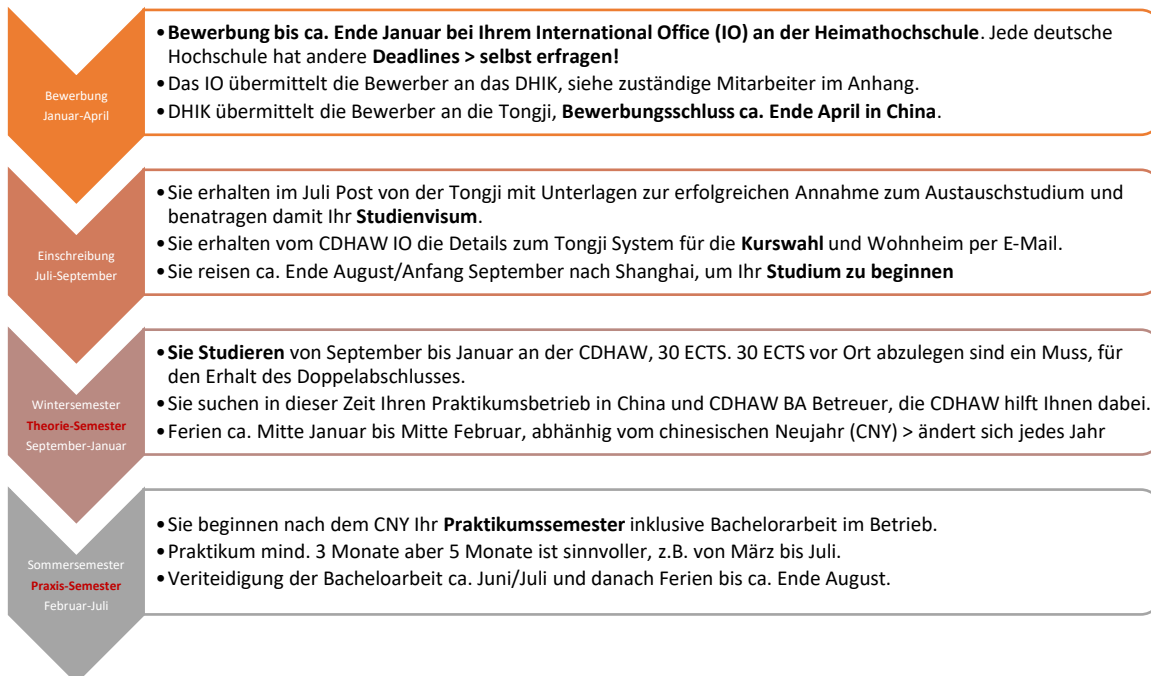 Bewerbung
Januar-April
•Bewerbung bis ca. Ende Januar bei Ihrem International Office (IO) an der Heimathochschule. Jede deutsche
Hochschule hat andere Deadlines > selbst erfragen!
•Das IO übermittelt die Bewerber an das DHIK, siehe zuständige Mitarbeiter im Anhang.
•DHIK übermittelt die Bewerber an die Tongji, Bewerbungsschluss ca. Ende April in China.
Einschreibung
Juli-September
•Sie erhalten im Juli Post von der Tongji mit Unterlagen zur erfolgreichen Annahme zum Austauschstudium und
benatragen damit Ihr Studienvisum.
•Sie erhalten vom CDHAW IO die Details zum Tongji System für die Kurswahl und Wohnheim per E-Mail.
•Sie reisen ca. Ende August/Anfang September nach Shanghai, um Ihr Studium zu beginnen
Wintersemester
Theorie-Semester
September-Januar
•Sie Studieren von September bis Januar an der CDHAW, 30 ECTS. 30 ECTS vor Ort abzulegen sind ein Muss, für
den Erhalt des Doppelabschlusses.
•Sie suchen in dieser Zeit Ihren Praktikumsbetrieb in China und CDHAW BA Betreuer, die CDHAW hilft Ihnen dabei.
•Ferien ca. Mitte Januar bis Mitte Februar, abhänhig vom chinesischen Neujahr (CNY) > ändert sich jedes Jahr
Sommersemester
Praxis-Semester
Februar-Juli
•Sie beginnen nach dem CNY Ihr Praktikumssemester inklusive Bachelorarbeit im Betrieb.
•Praktikum mind. 3 Monate aber 5 Monate ist sinnvoller, z.B. von März bis Juli.
•Veriteidigung der Bacheloarbeit ca. Juni/Juli und danach Ferien bis ca. Ende August.